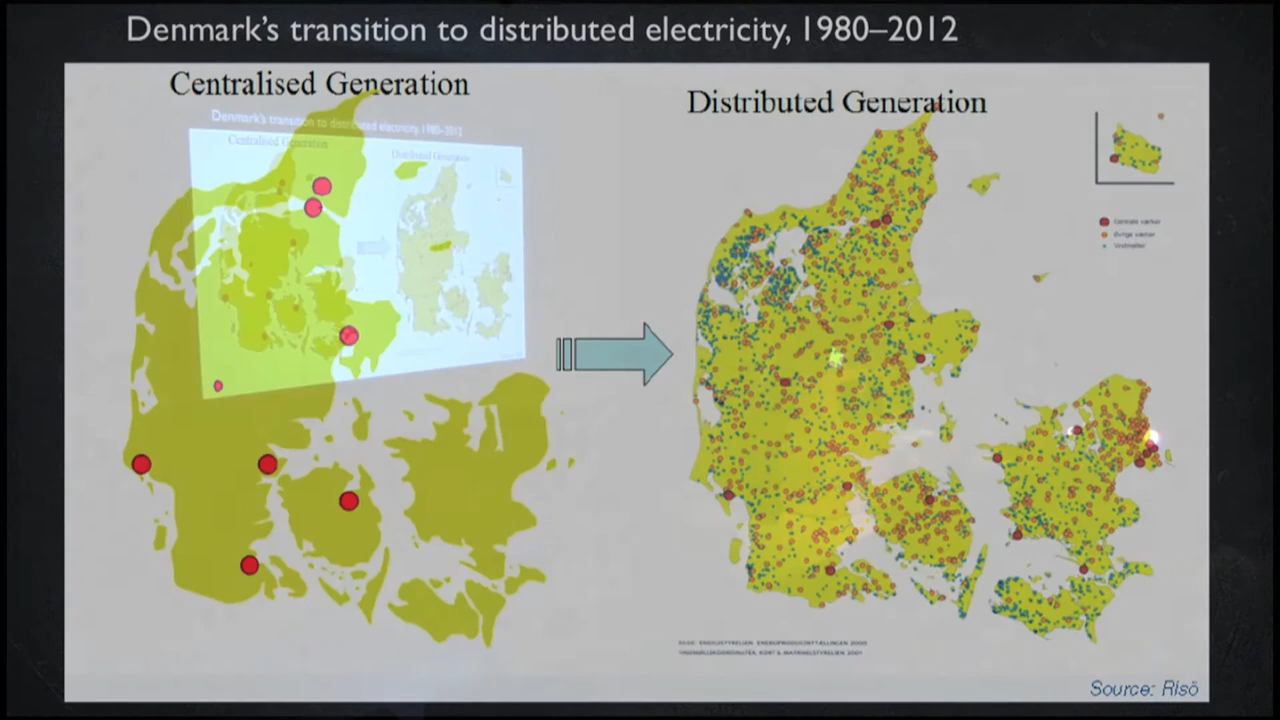 Denmark's transition to distributed electricity, 1980–2012
Centralised Generation
Distributed Generation
Denmark's transition to distributed electricity, 1980–2012
Centralised Generation
Distributed Generation
Centrale værker
Øvrige værker
Vindmøller
Source: Risö